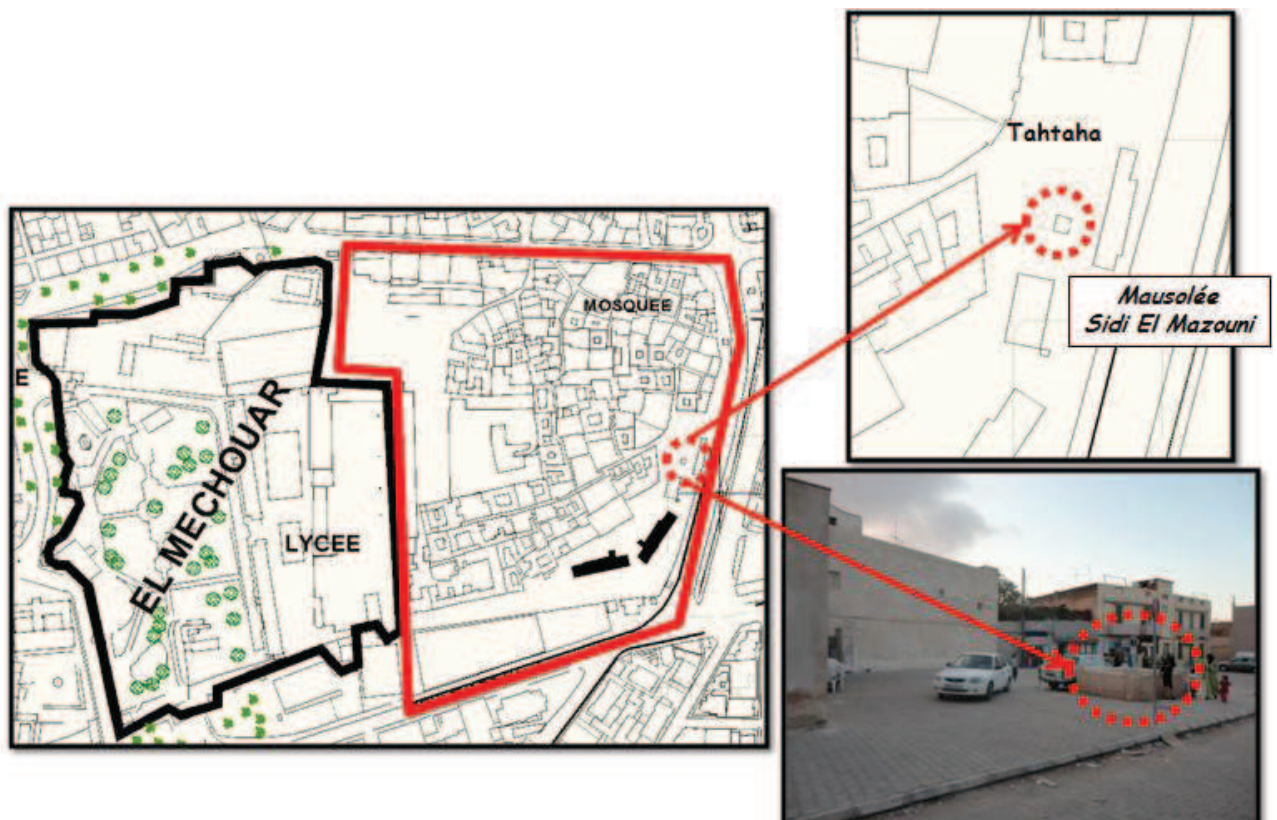 Tahtaha
Mausolée
Sidi El Mazouni
MOSQUEE
E
EL MECHOUAR
LYCEE